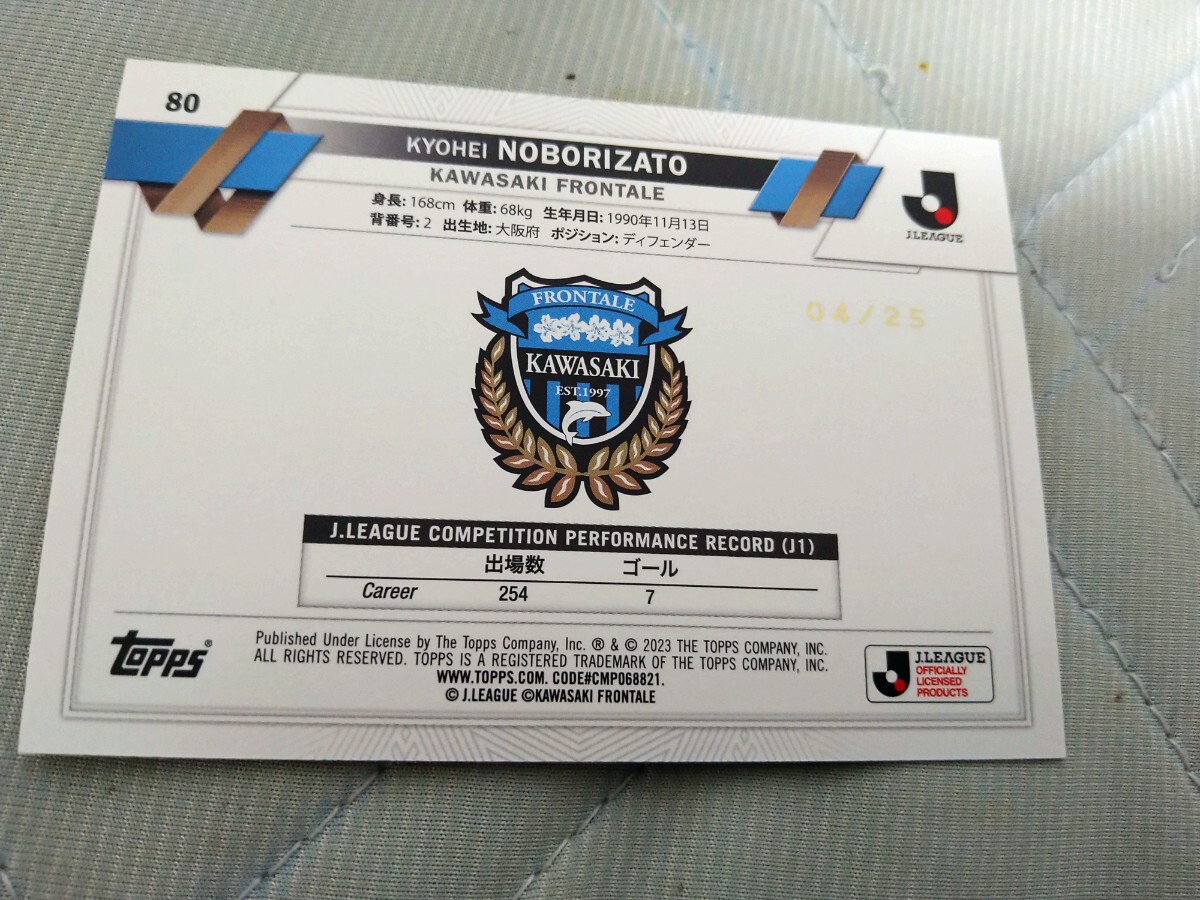 80
KYOHEI NOBORIZATO
KAWASAKI FRONTALE
身長: 168cm 体重: 68kg 生年月日: 1990年11月13日
背番号: 2 出生地: 大阪府 ポジション: ディフェンダー
J.LEAGUE
04/25
FRONTALE
KAWASAKI
EST.1997
J.LEAGUE COMPETITION PERFORMANCE RECORD (J1)
出場数 ゴール
Career 254 7
Topps®
Published Under License by The Topps Company, Inc. ® & © 2023 THE TOPPS COMPANY, INC.
ALL RIGHTS RESERVED. TOPPS IS A REGISTERED TRADEMARK OF THE TOPPS COMPANY, INC.
WWW.TOPPS.COM. CODE#CMP068821.
© J.LEAGUE ©KAWASAKI FRONTALE
J.LEAGUE
OFFICIALLY
LICENSED
PRODUCTS